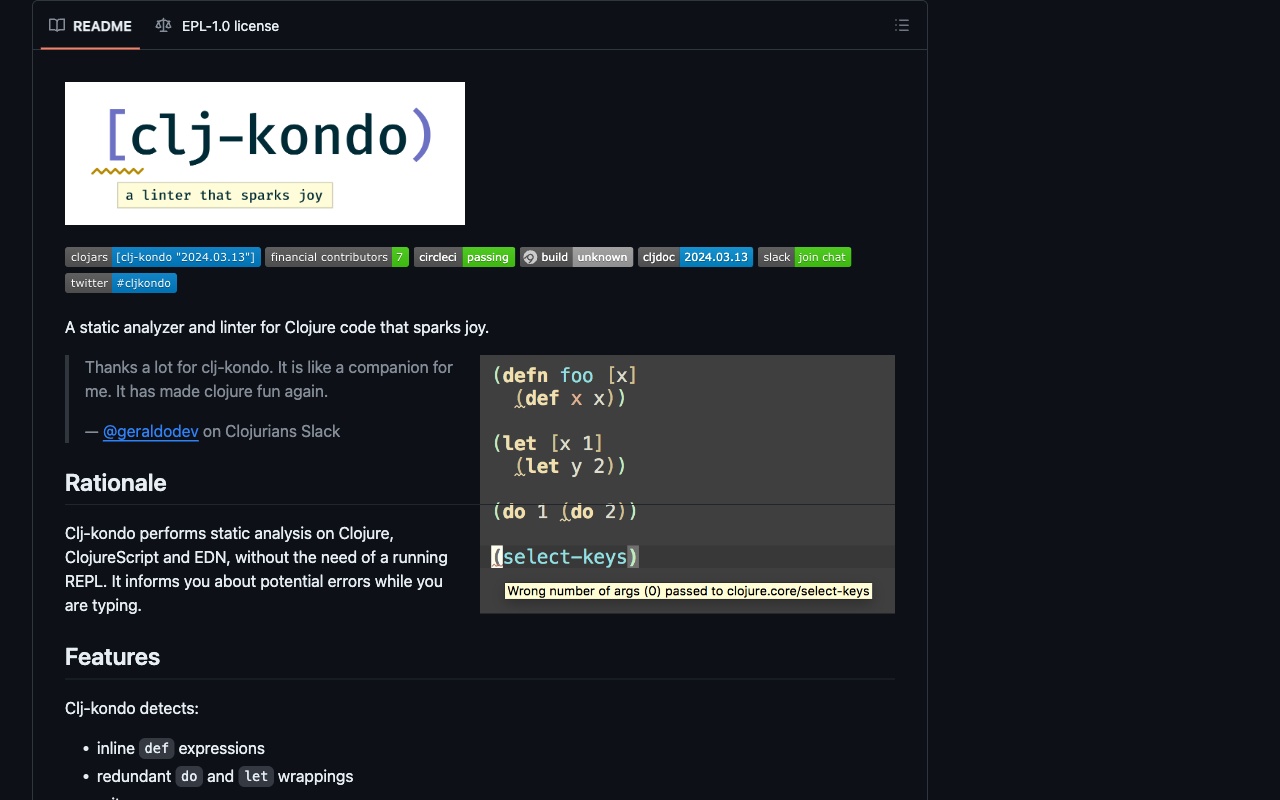 README
EPL-1.0 license
[clj-kondo)
a linter that sparks joy
clojars [clj-kondo "2024.03.13"] financial contributors 7 circleci passing build unknown cljdoc 2024.03.13 slack join chat
twitter #cljkondo
A static analyzer and linter for Clojure code that sparks joy.
Thanks a lot for clj-kondo. It is like a companion for
me. It has made clojure fun again.
— @geraldodev on Clojurians Slack
(defn foo [x]
(def x x))
(let [x 1]
(let y 2))
(do 1 (do 2))
(select-keys)
Wrong number of args (0) passed to clojure.core/select-keys
Rationale
Clj-kondo performs static analysis on Clojure,
ClojureScript and EDN, without the need of a running
REPL. It informs you about potential errors while you
are typing.
Features
Clj-kondo detects:
• inline def expressions
• redundant do and let wrappings